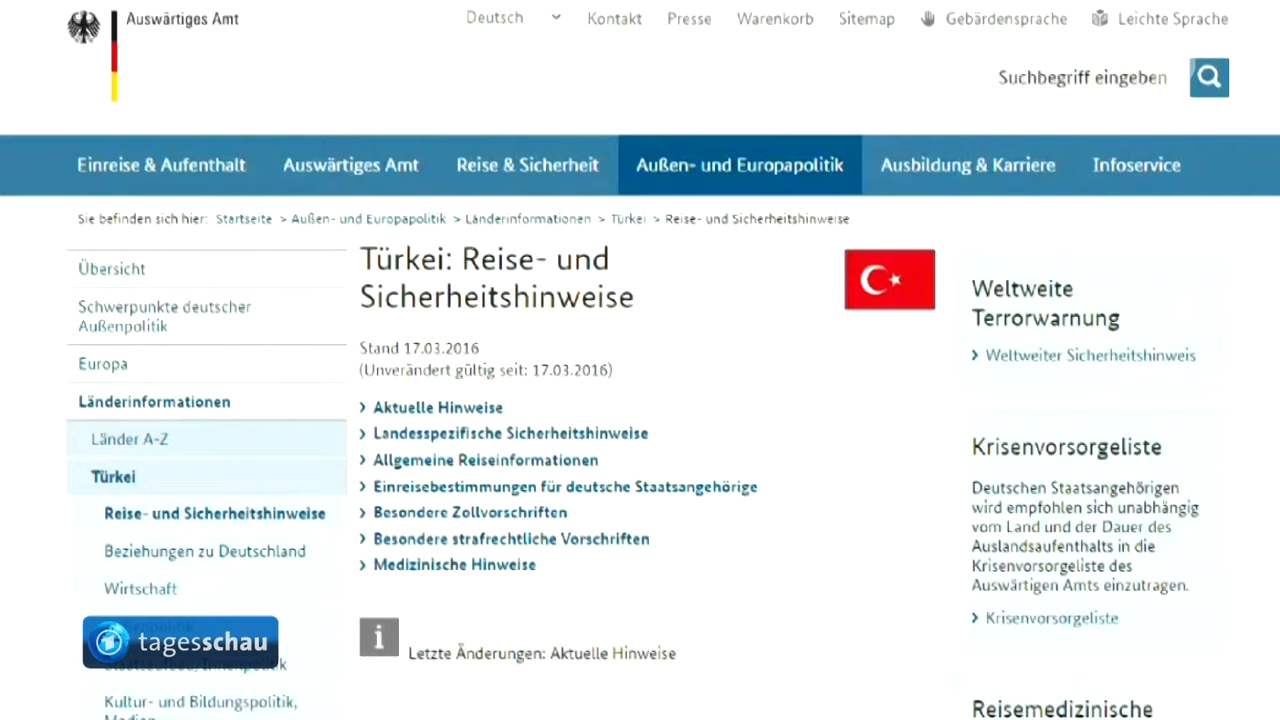 Auswärtiges Amt
Deutsch
Kontakt
Presse
Warenkorb
Sitemap
Gebärdensprache
Leichte Sprache
Suchbegriff eingeben
Einreise & Aufenthalt
Auswärtiges Amt
Reise & Sicherheit
Außen- und Europapolitik
Ausbildung & Karriere
Infoservice
Sie befinden sich hier: Startseite > Außen- und Europapolitik > Länderinformationen > Türkei > Reise- und Sicherheitshinweise
Übersicht
Schwerpunkte deutscher
Außenpolitik
Europa
Länderinformationen
Länder A-Z
Türkei
Reise- und Sicherheitshinweise
Beziehungen zu Deutschland
Wirtschaft
tagesschau
Kultur- und Bildungspolitik,
Türkei: Reise- und
Sicherheitshinweise
Stand 17.03.2016
(Unverändert gültig seit: 17.03.2016)
› Aktuelle Hinweise
› Landesspezifische Sicherheitshinweise
› Allgemeine Reiseinformationen
› Einreisebestimmungen für deutsche Staatsangehörige
› Besondere Zollvorschriften
› Besondere strafrechtliche Vorschriften
› Medizinische Hinweise
i
Letzte Änderungen: Aktuelle Hinweise
Weltweite
Terrorwarnung
› Weltweiter Sicherheitshinweis
Krisenvorsorgeliste
Deutschen Staatsangehörigen
wird empfohlen sich unabhängig
vom Land und der Dauer des
Auslandsaufenthalts in die
Krisenvorsorgeliste des
Auswärtigen Amts einzutragen.
› Krisenvorsorgeliste
Reisemedizinische